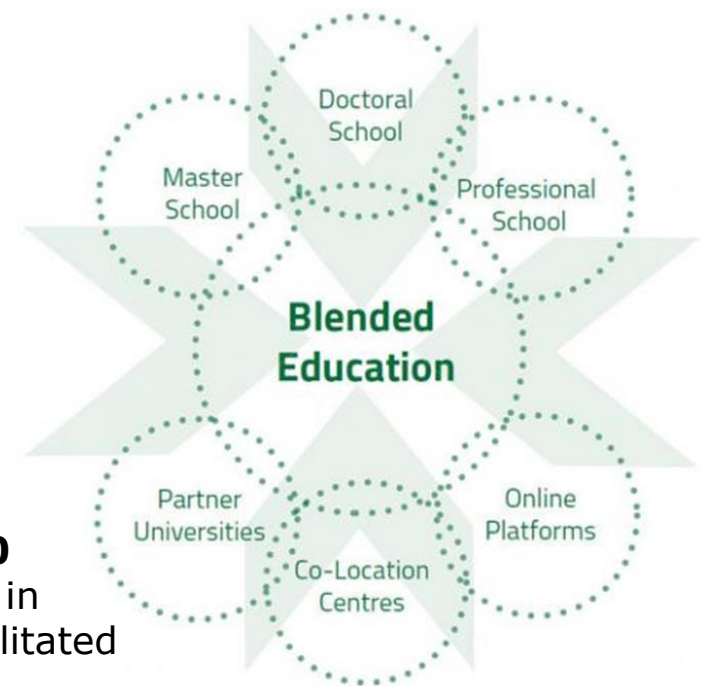 Doctoral
School
Master
School
Professional
School
Blended
Education
Partner
Universities
Online
Platforms
Co-Location
Centres
in
litated